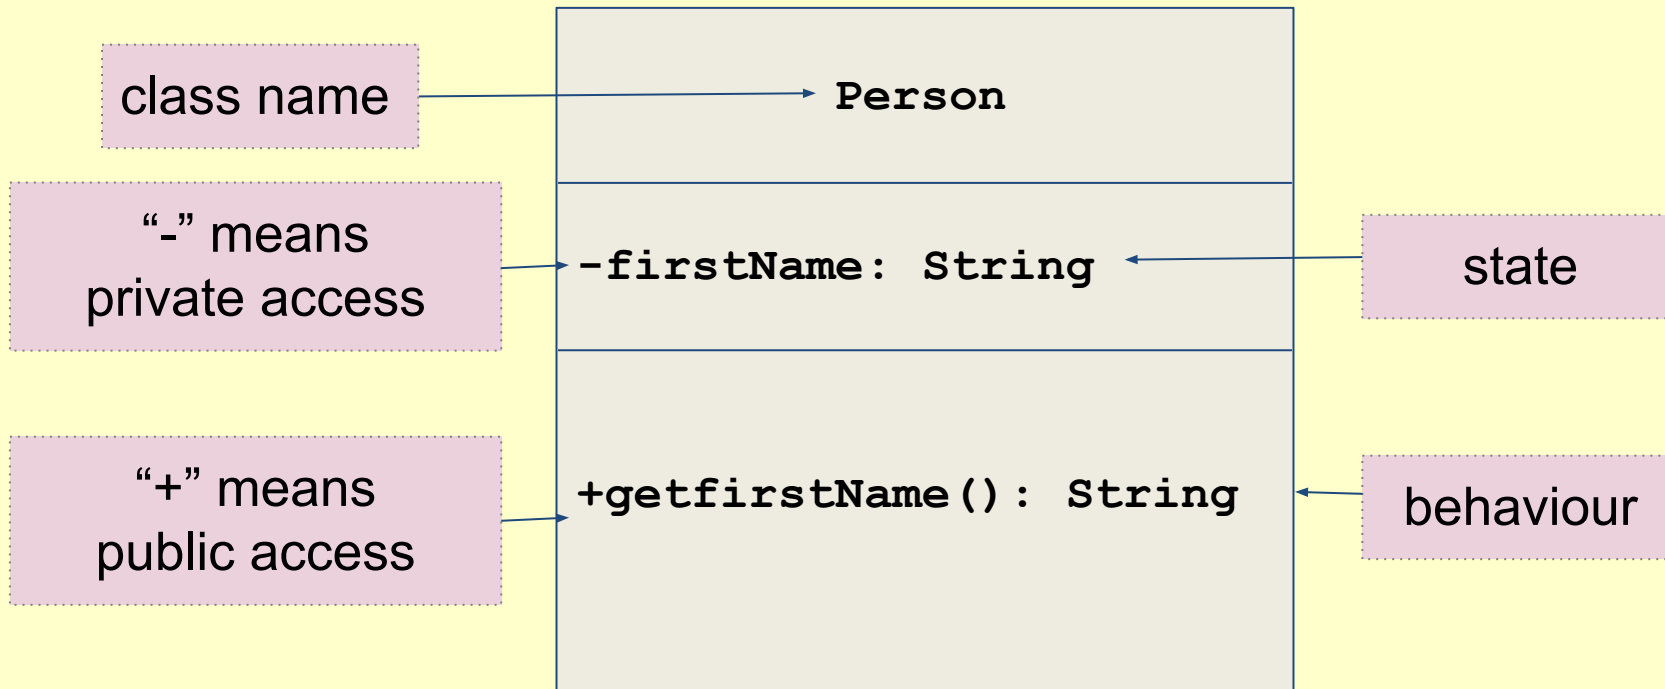 class name
Person
“-” means
private access
-firstName: String
state
“+” means
public access
+getfirstName(): String
behaviour